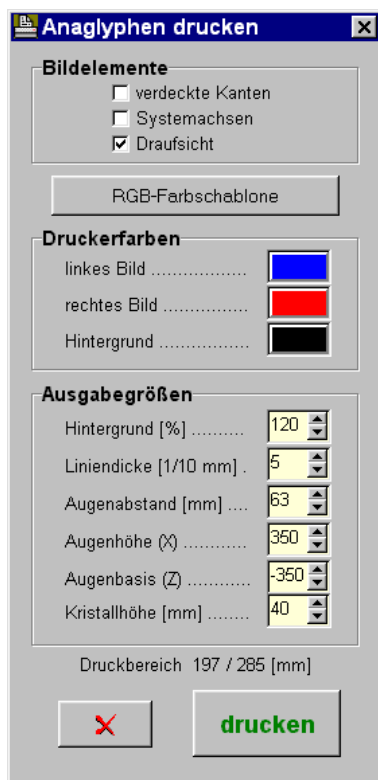 Anaglyphen drucken
Bildelemente
verdeckte Kanten
Systemachsen
Draufsicht
RGB-Farbschablone
Druckerfarben
linkes Bild ..................
rechtes Bild ................
Hintergrund .................
Ausgabegrößen
Hintergrund [%] .......... 120
Liniendicke [1/10 mm] . 5
Augenabstand [mm] .... 63
Augenhöhe (X) ............ 350
Augenbasis (Z) ............ -350
Kristallhöhe [mm] ........ 40
Druckbereich 197 / 285 [mm]
drucken